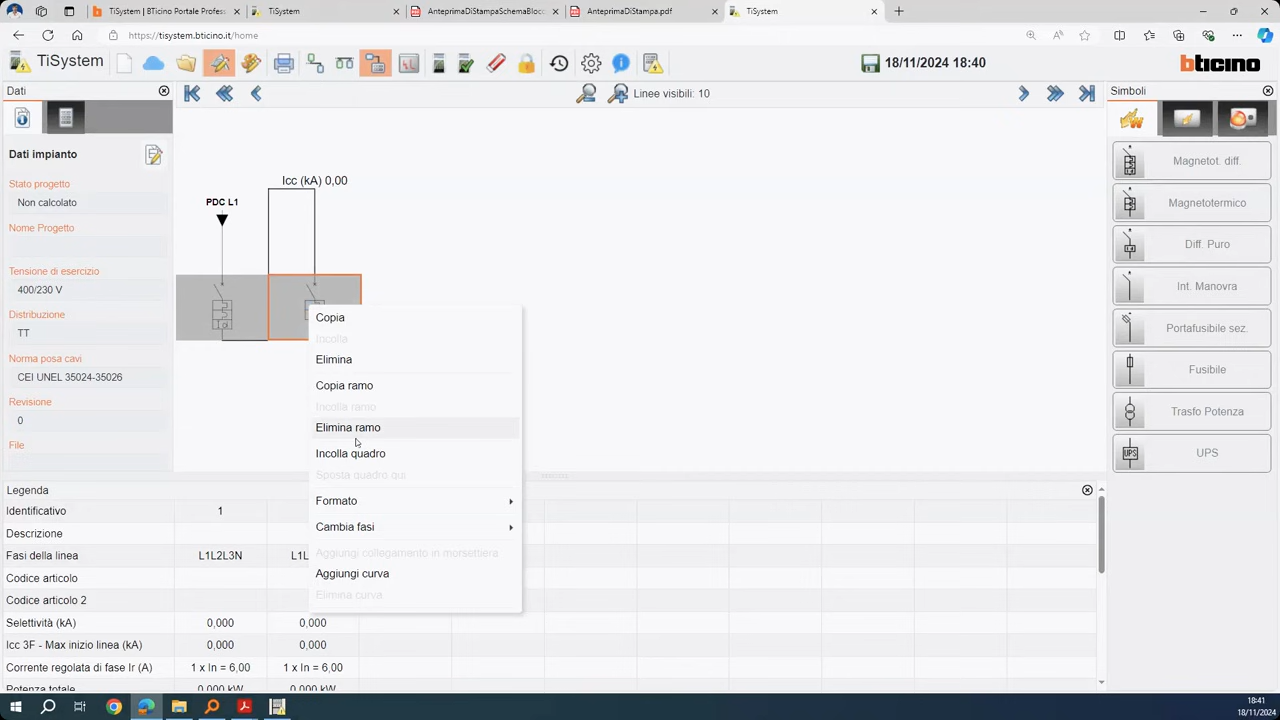 TiSystem | BTicino Portale Profes
TiSystem
AnteprimaDiStampaSchemaBlocc
AnteprimaDiStampa.pdf
TiSystem
https://tisystem.bticino.it/home
TiSystem
18/11/2024 18:40
bticino
Dati
Linee visibili: 10
Simboli
Dati impianto
Stato progetto
Non calcolato
Nome Progetto
Tensione di esercizio
400/230 V
Distribuzione
TT
Norma posa cavi
CEI UNEL 35024-35026
Revisione
0
File
Icc (kA) 0,00
PDC L1
Copia
Incolla
Elimina
Copia ramo
Incolla ramo
Elimina ramo
Incolla quadro
Sposta quadro qui
Formato
Cambia fasi
Aggiungi collegamento in morsettiera
Aggiungi curva
Elimina curva
Magnetot. diff.
Magnetotermico
Diff. Puro
Int. Manovra
Portafusibile sez.
Fusibile
Trasfo Potenza
UPS
Legenda
Identificativo 1
Descrizione
Fasi della linea L1L2L3N L1L
Codice articolo
Codice articolo 2
Selettività (kA) 0,000 0,000
Icc 3F - Max inizio linea (kA) 0,000 0,000
Corrente regolata di fase Ir (A) 1 x In = 6,00 1 x In = 6,00
Potenza totale 0,000 kW 0,000 kW
18:41
18/11/2024